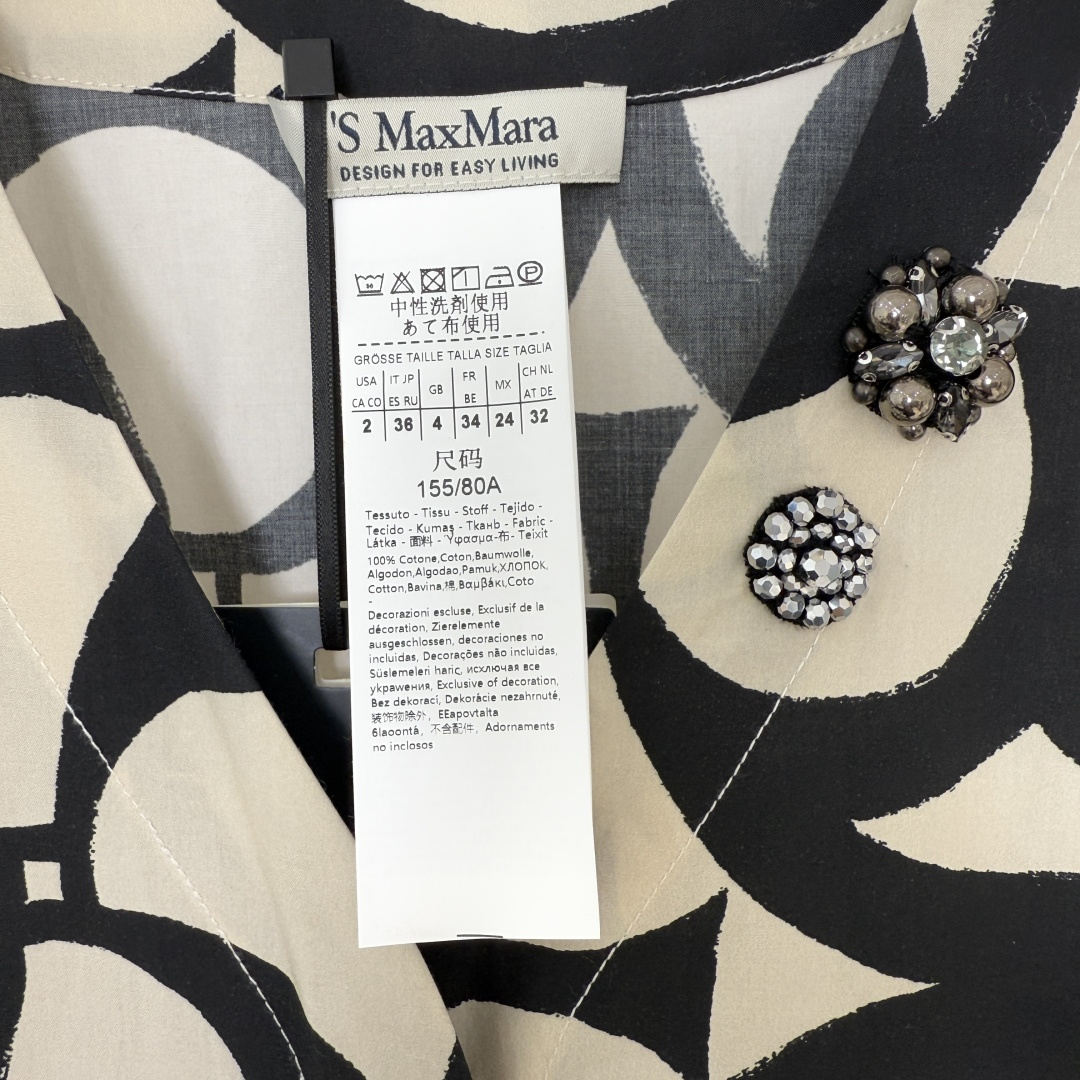 'S MaxMara
DESIGN FOR EASY LIVING
中性洗剤使用
あて布使用
GRÖSSE TAILLE TALLA SIZE TAGLIA
USA CA CO | IT JP ES RU | GB | FR BE | MX | CH NL AT DE
2 | 36 | 4 | 34 | 24 | 32
尺码
155/80A
Tessuto - Tissu - Stoff - Tejido -
Tecido - Kumaş - Ткань - Fabric -
Látka - 面料 - Ύφασμα-布- Teixit
100% Cotone,Coton,Baumwolle,
Algodon,Algodao,Pamuk,ХЛОПОК,
Cotton,Bavina,棉,Βαμβάκι,Coto
-
Decorazioni escluse, Exclusif de la
décoration, Zierelemente
ausgeschlossen, decoraciones no
incluidas, Decorações não incluidas,
Süslemeleri hariç, исключая все
украшения, Exclusive of decoration,
Bez dekorací, Dekorácie nezahrnuté,
装饰物除外, EEapovtalta
6laoontá, 不含配件, Adornaments
no inclosos